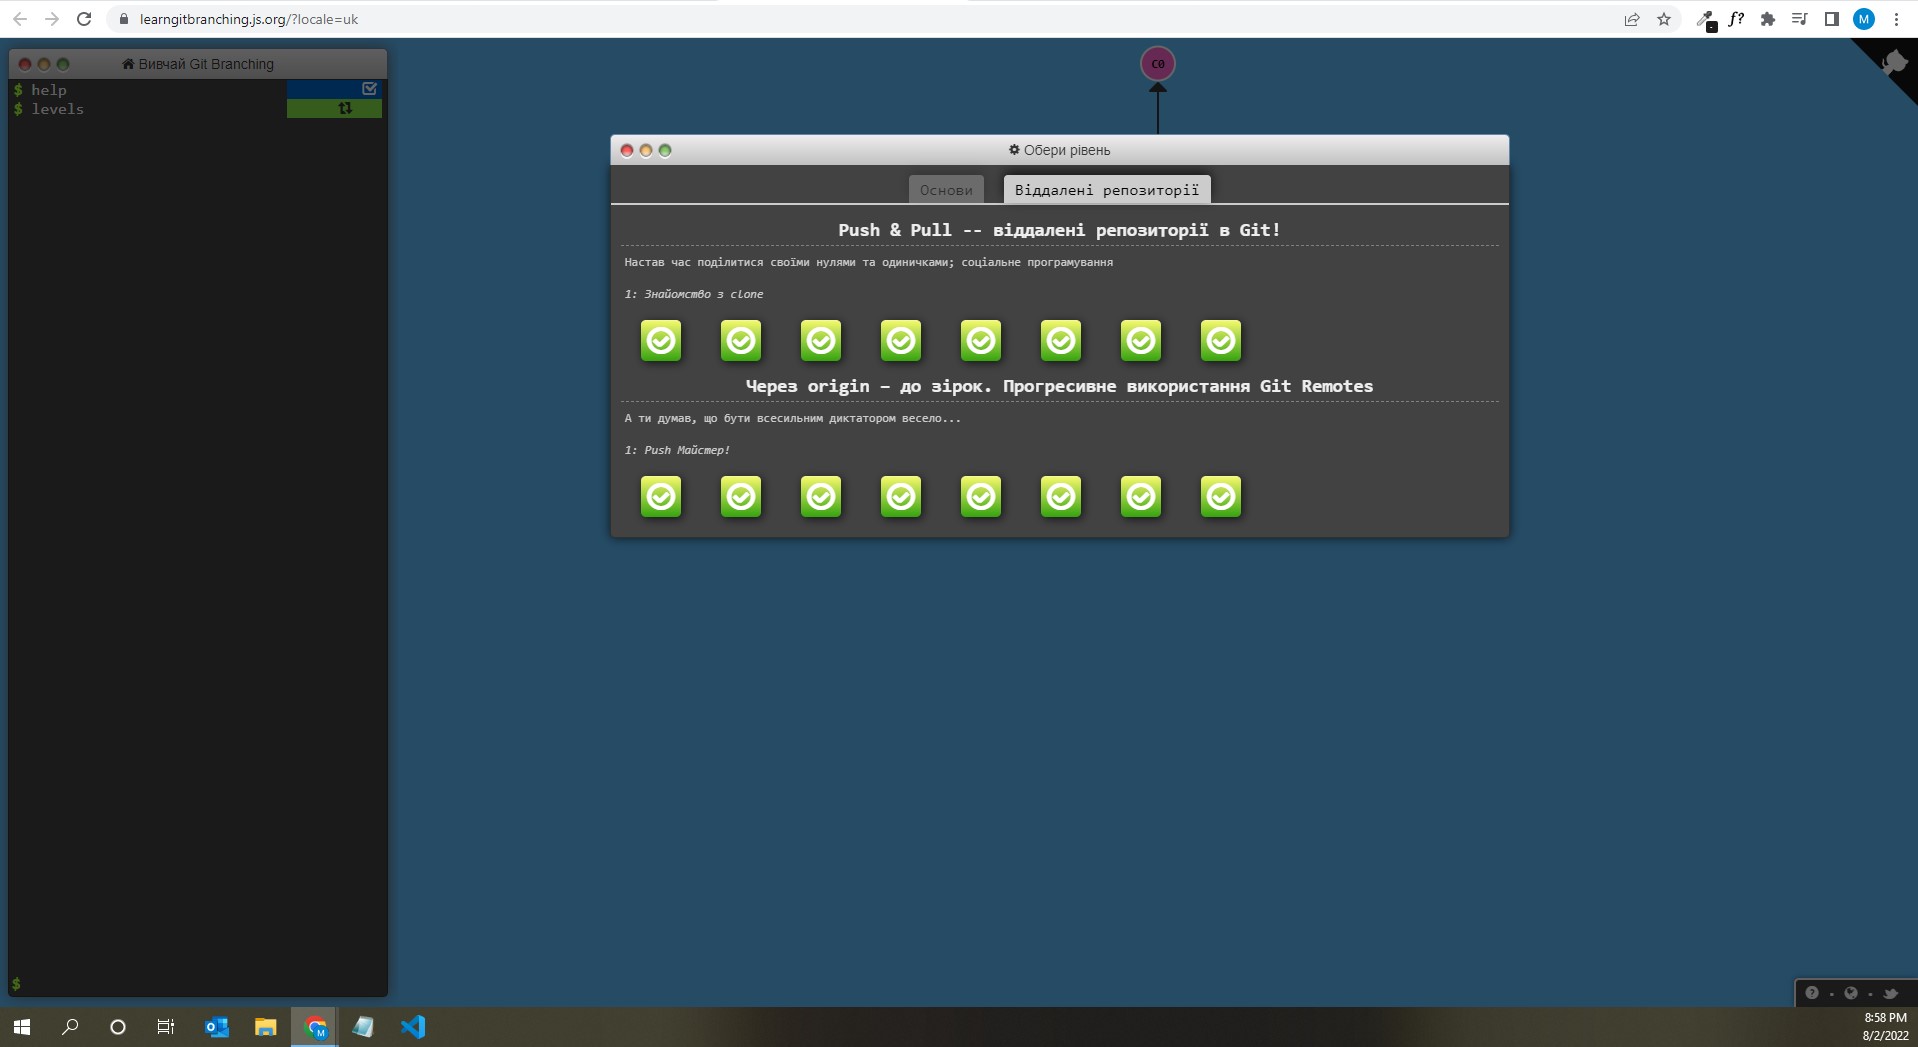 learngitbranching.js.org/?locale=uk
f?
M
Вивчай Git Branching
$ help
$ levels
C0
Обери рівень
Основи
Віддалені репозиторії
Push & Pull -- віддалені репозиторії в Git!
Настав час поділитися своїми нулями та одиничками; соціальне програмування
1: Знайомство з clone
Через origin – до зірок. Прогресивне використання Git Remotes
А ти думав, що бути всесильним диктатором весело...
1: Push Майстер!
$
M
8:58 PM
8/2/2022